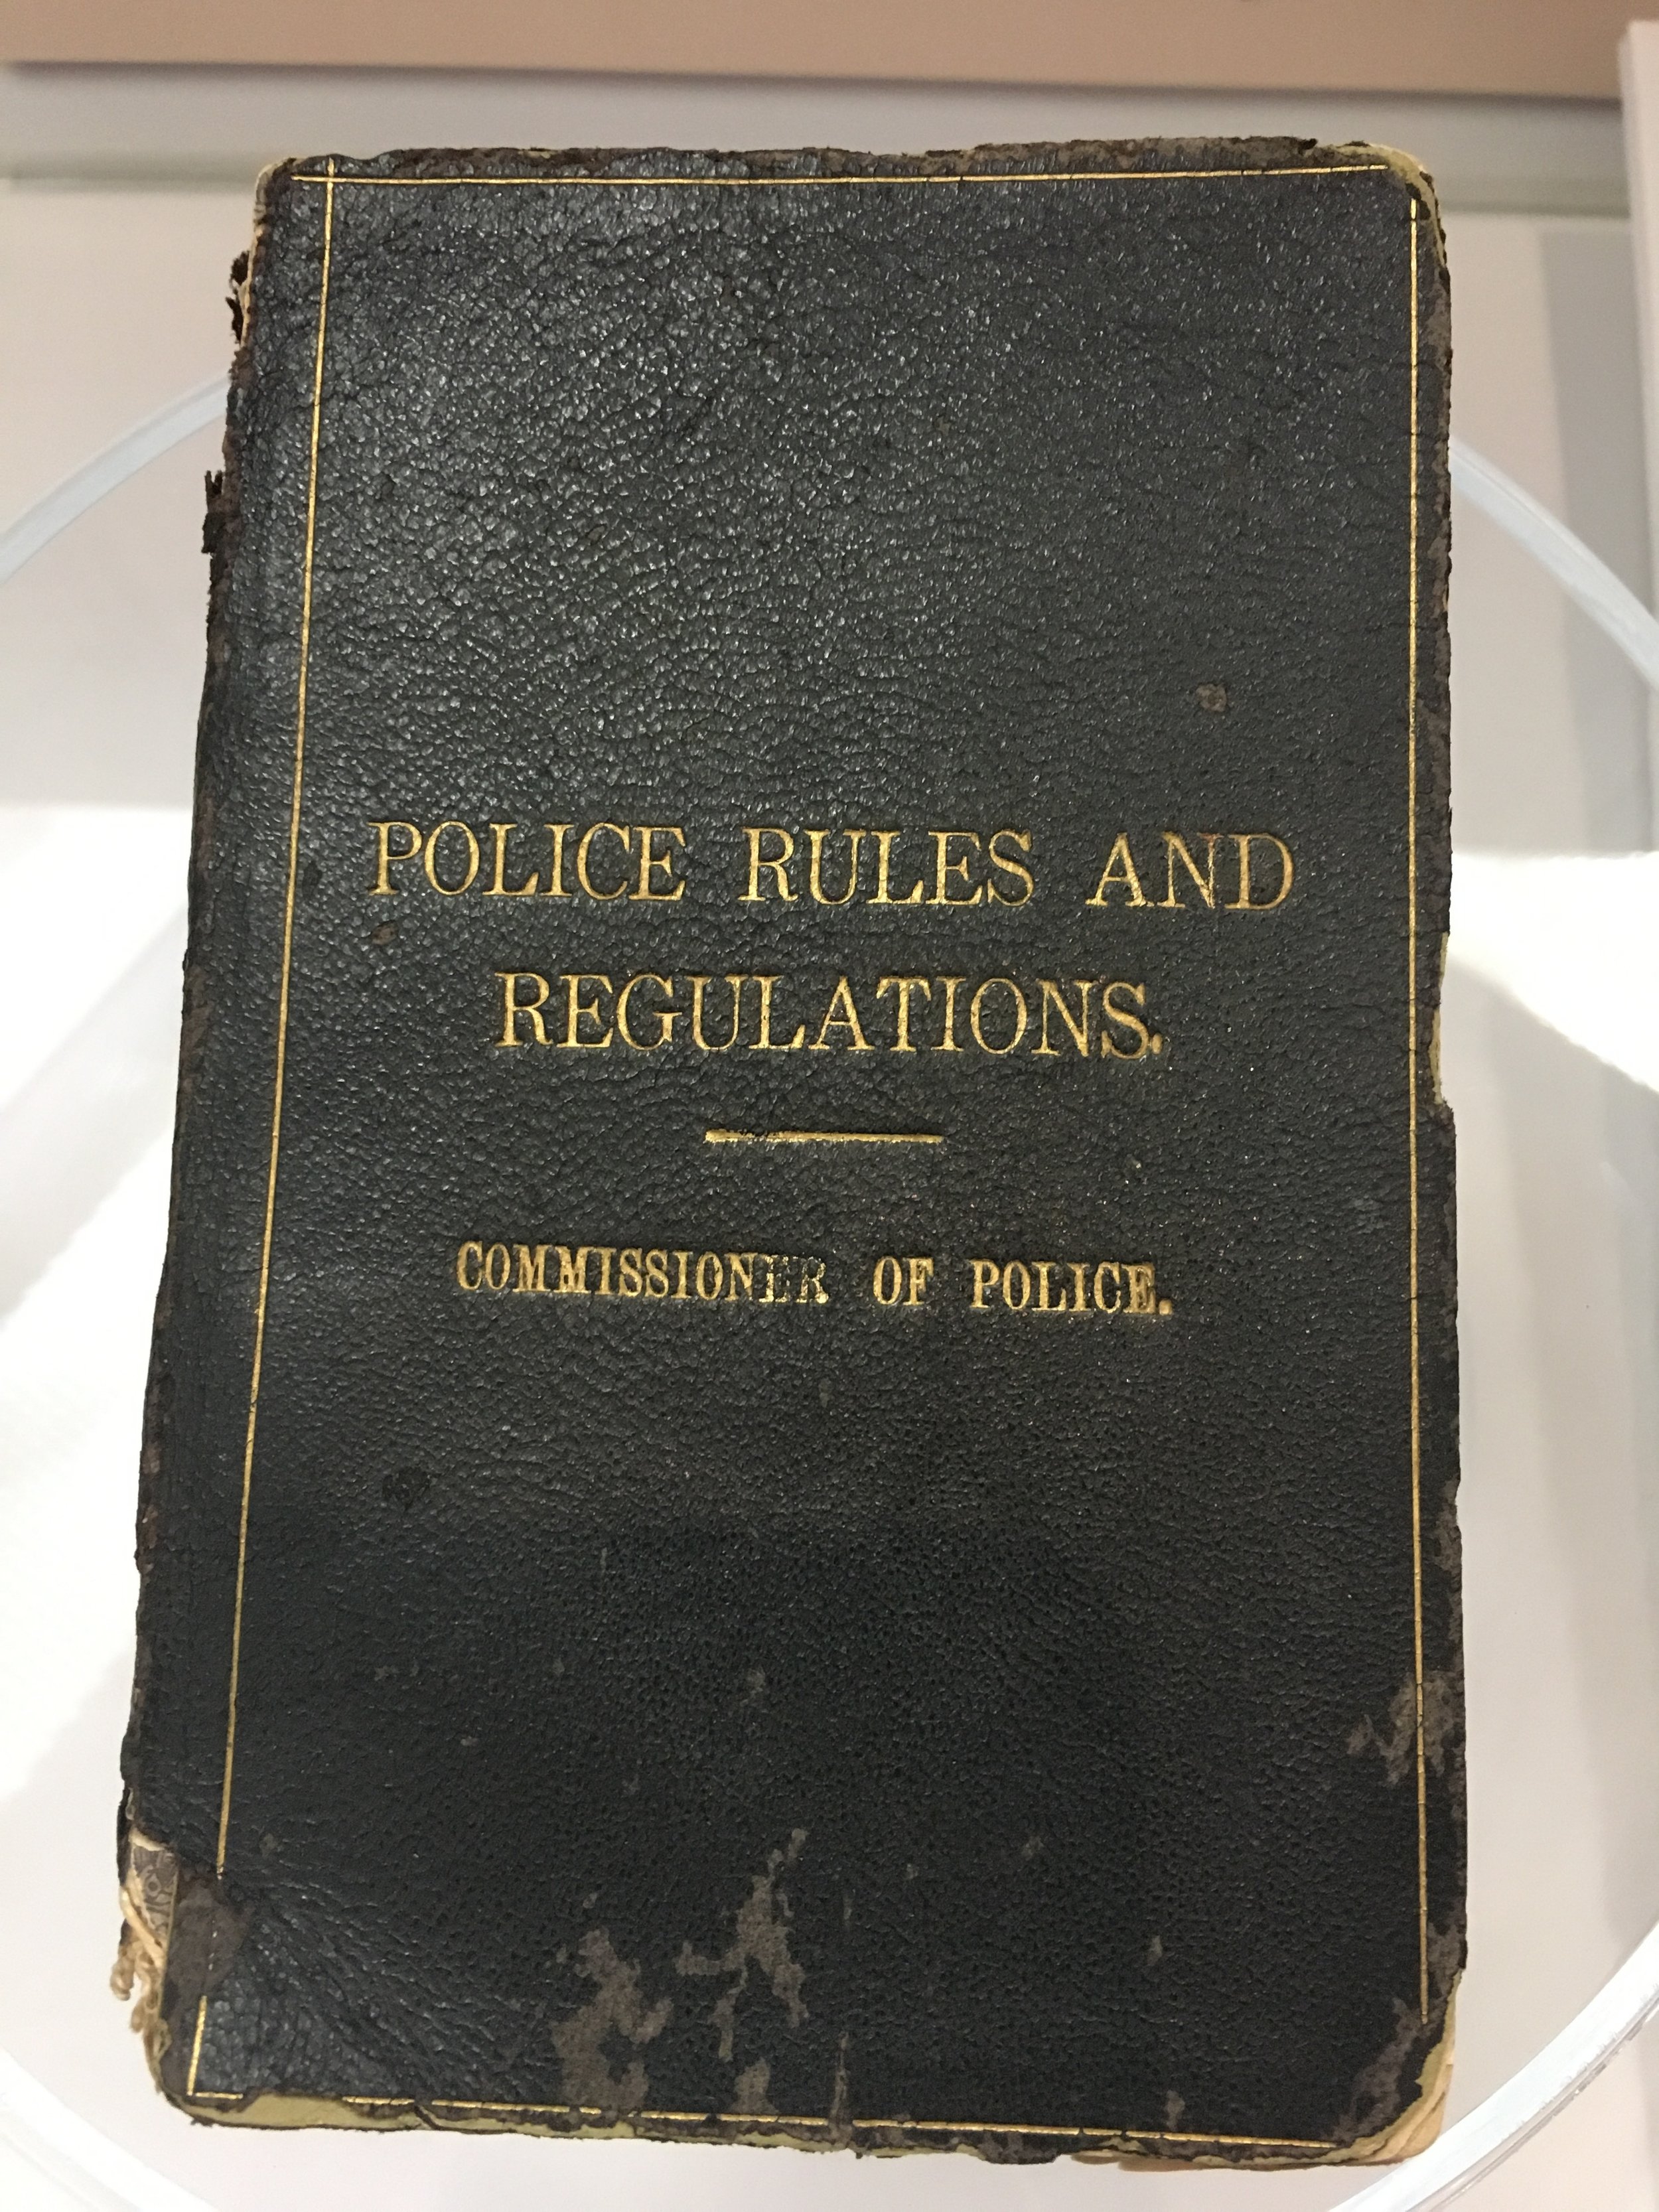 POLICE RULES AND
REGULATIONS.
COMMISSIONER OF POLICE.